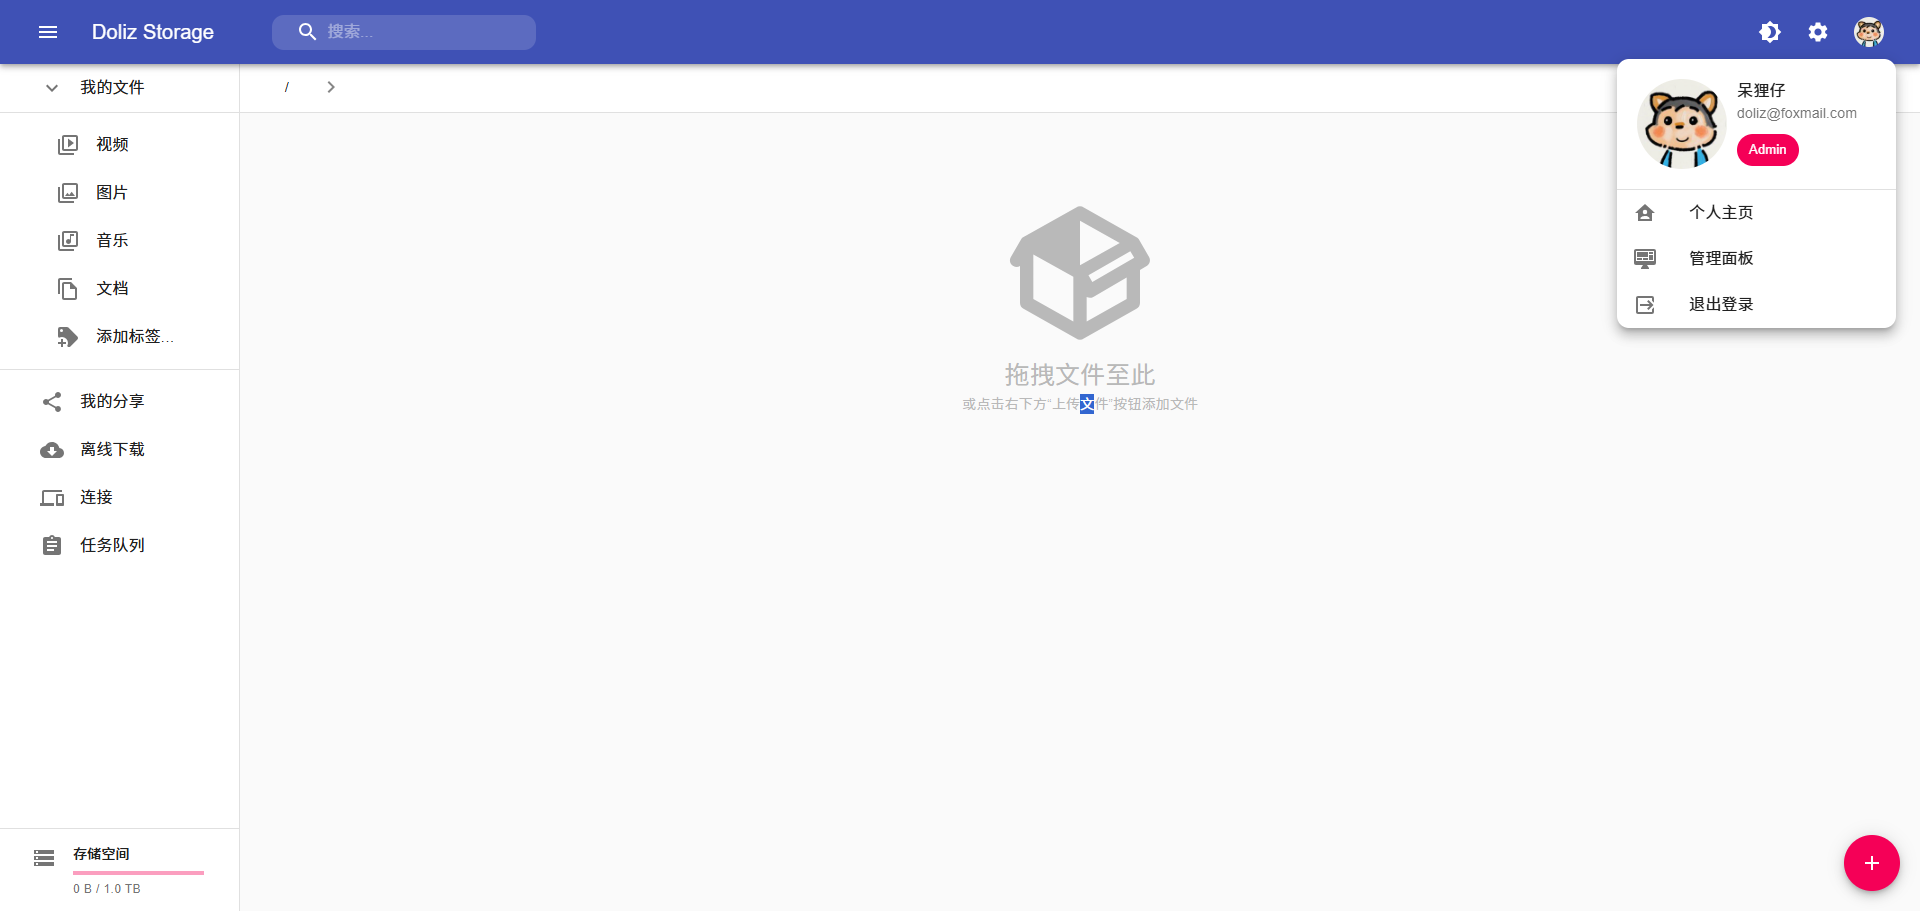 Doliz Storage
搜索...
我的文件
视频
图片
音乐
文档
添加标签...
我的分享
离线下载
连接
任务队列
存储空间
0 B / 1.0 TB
/
拖拽文件至此
或点击右下方“上传文件”按钮添加文件
呆狸仔
doliz@foxmail.com
Admin
个人主页
管理面板
退出登录